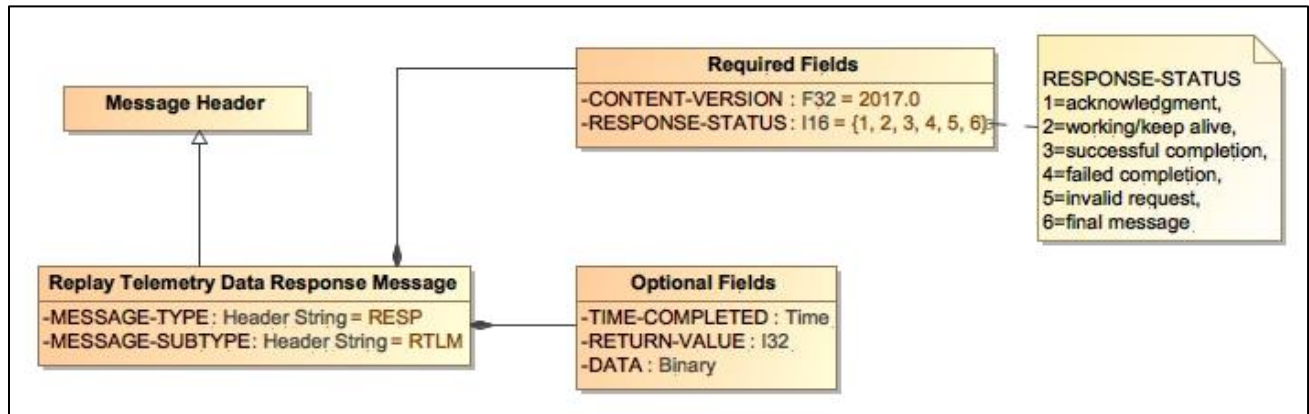 Message Header
Required Fields
-CONTENT-VERSION : F32 = 2017.0
-RESPONSE-STATUS : I16 = {1, 2, 3, 4, 5, 6}
RESPONSE-STATUS
1=acknowledgment,
2=working/keep alive,
3=successful completion,
4=failed completion,
5=invalid request,
6=final message
Replay Telemetry Data Response Message
-MESSAGE-TYPE : Header String = RESP
-MESSAGE-SUBTYPE : Header String = RTLM
Optional Fields
-TIME-COMPLETED : Time
-RETURN-VALUE : I32
-DATA : Binary